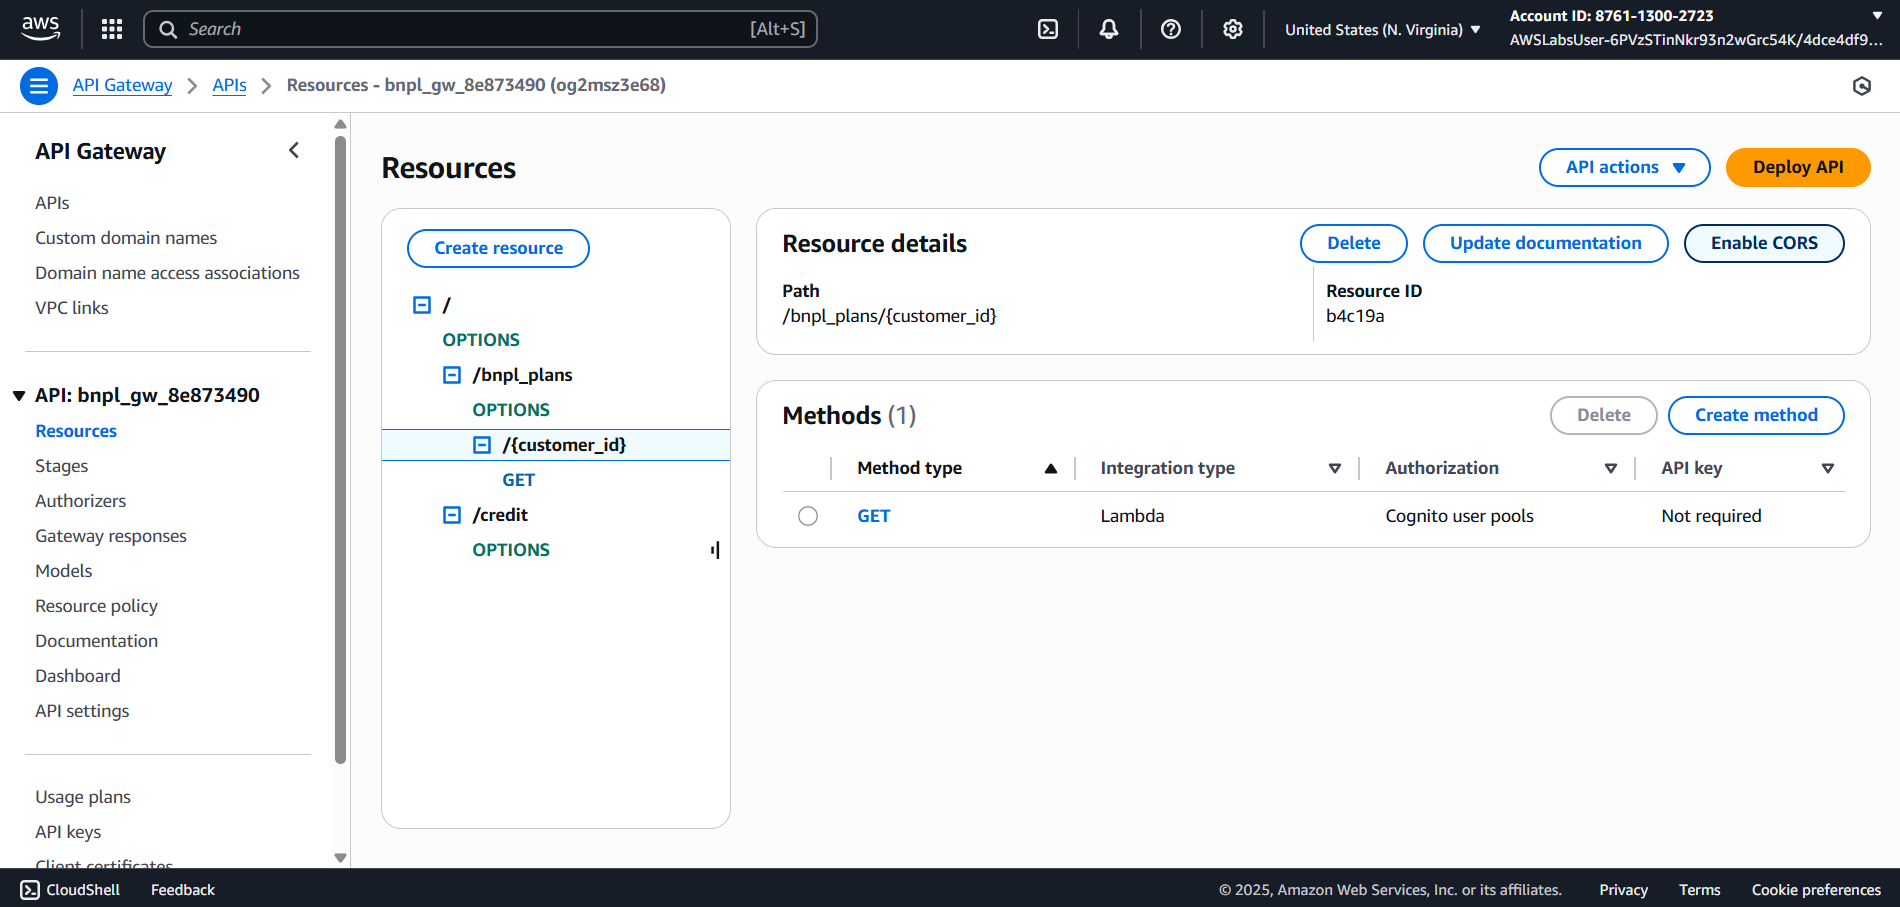 aws
Search
[Alt+S]
United States (N. Virginia)
Account ID: 8761-1300-2723
AWSLabsUser-6PVzSTinNkr93n2wGrc54K/4dce4df9...
API Gateway
APIs
Resources - bnpl_gw_8e873490 (og2msz3e68)
API Gateway
APIs
Custom domain names
Domain name access associations
VPC links
API: bnpl_gw_8e873490
Resources
Stages
Authorizers
Gateway responses
Models
Resource policy
Documentation
Dashboard
API settings
Usage plans
API keys
Client certificates
Resources
API actions
Deploy API
Create resource
/
OPTIONS
/bnpl_plans
OPTIONS
/{customer_id}
GET
/credit
OPTIONS
Resource details
Delete
Update documentation
Enable CORS
Path
/bnpl_plans/{customer_id}
Resource ID
b4c19a
Methods (1)
Delete
Create method
Method type
Integration type
Authorization
API key
GET
Lambda
Cognito user pools
Not required
CloudShell
Feedback
© 2025, Amazon Web Services, Inc. or its affiliates.
Privacy
Terms
Cookie preferences